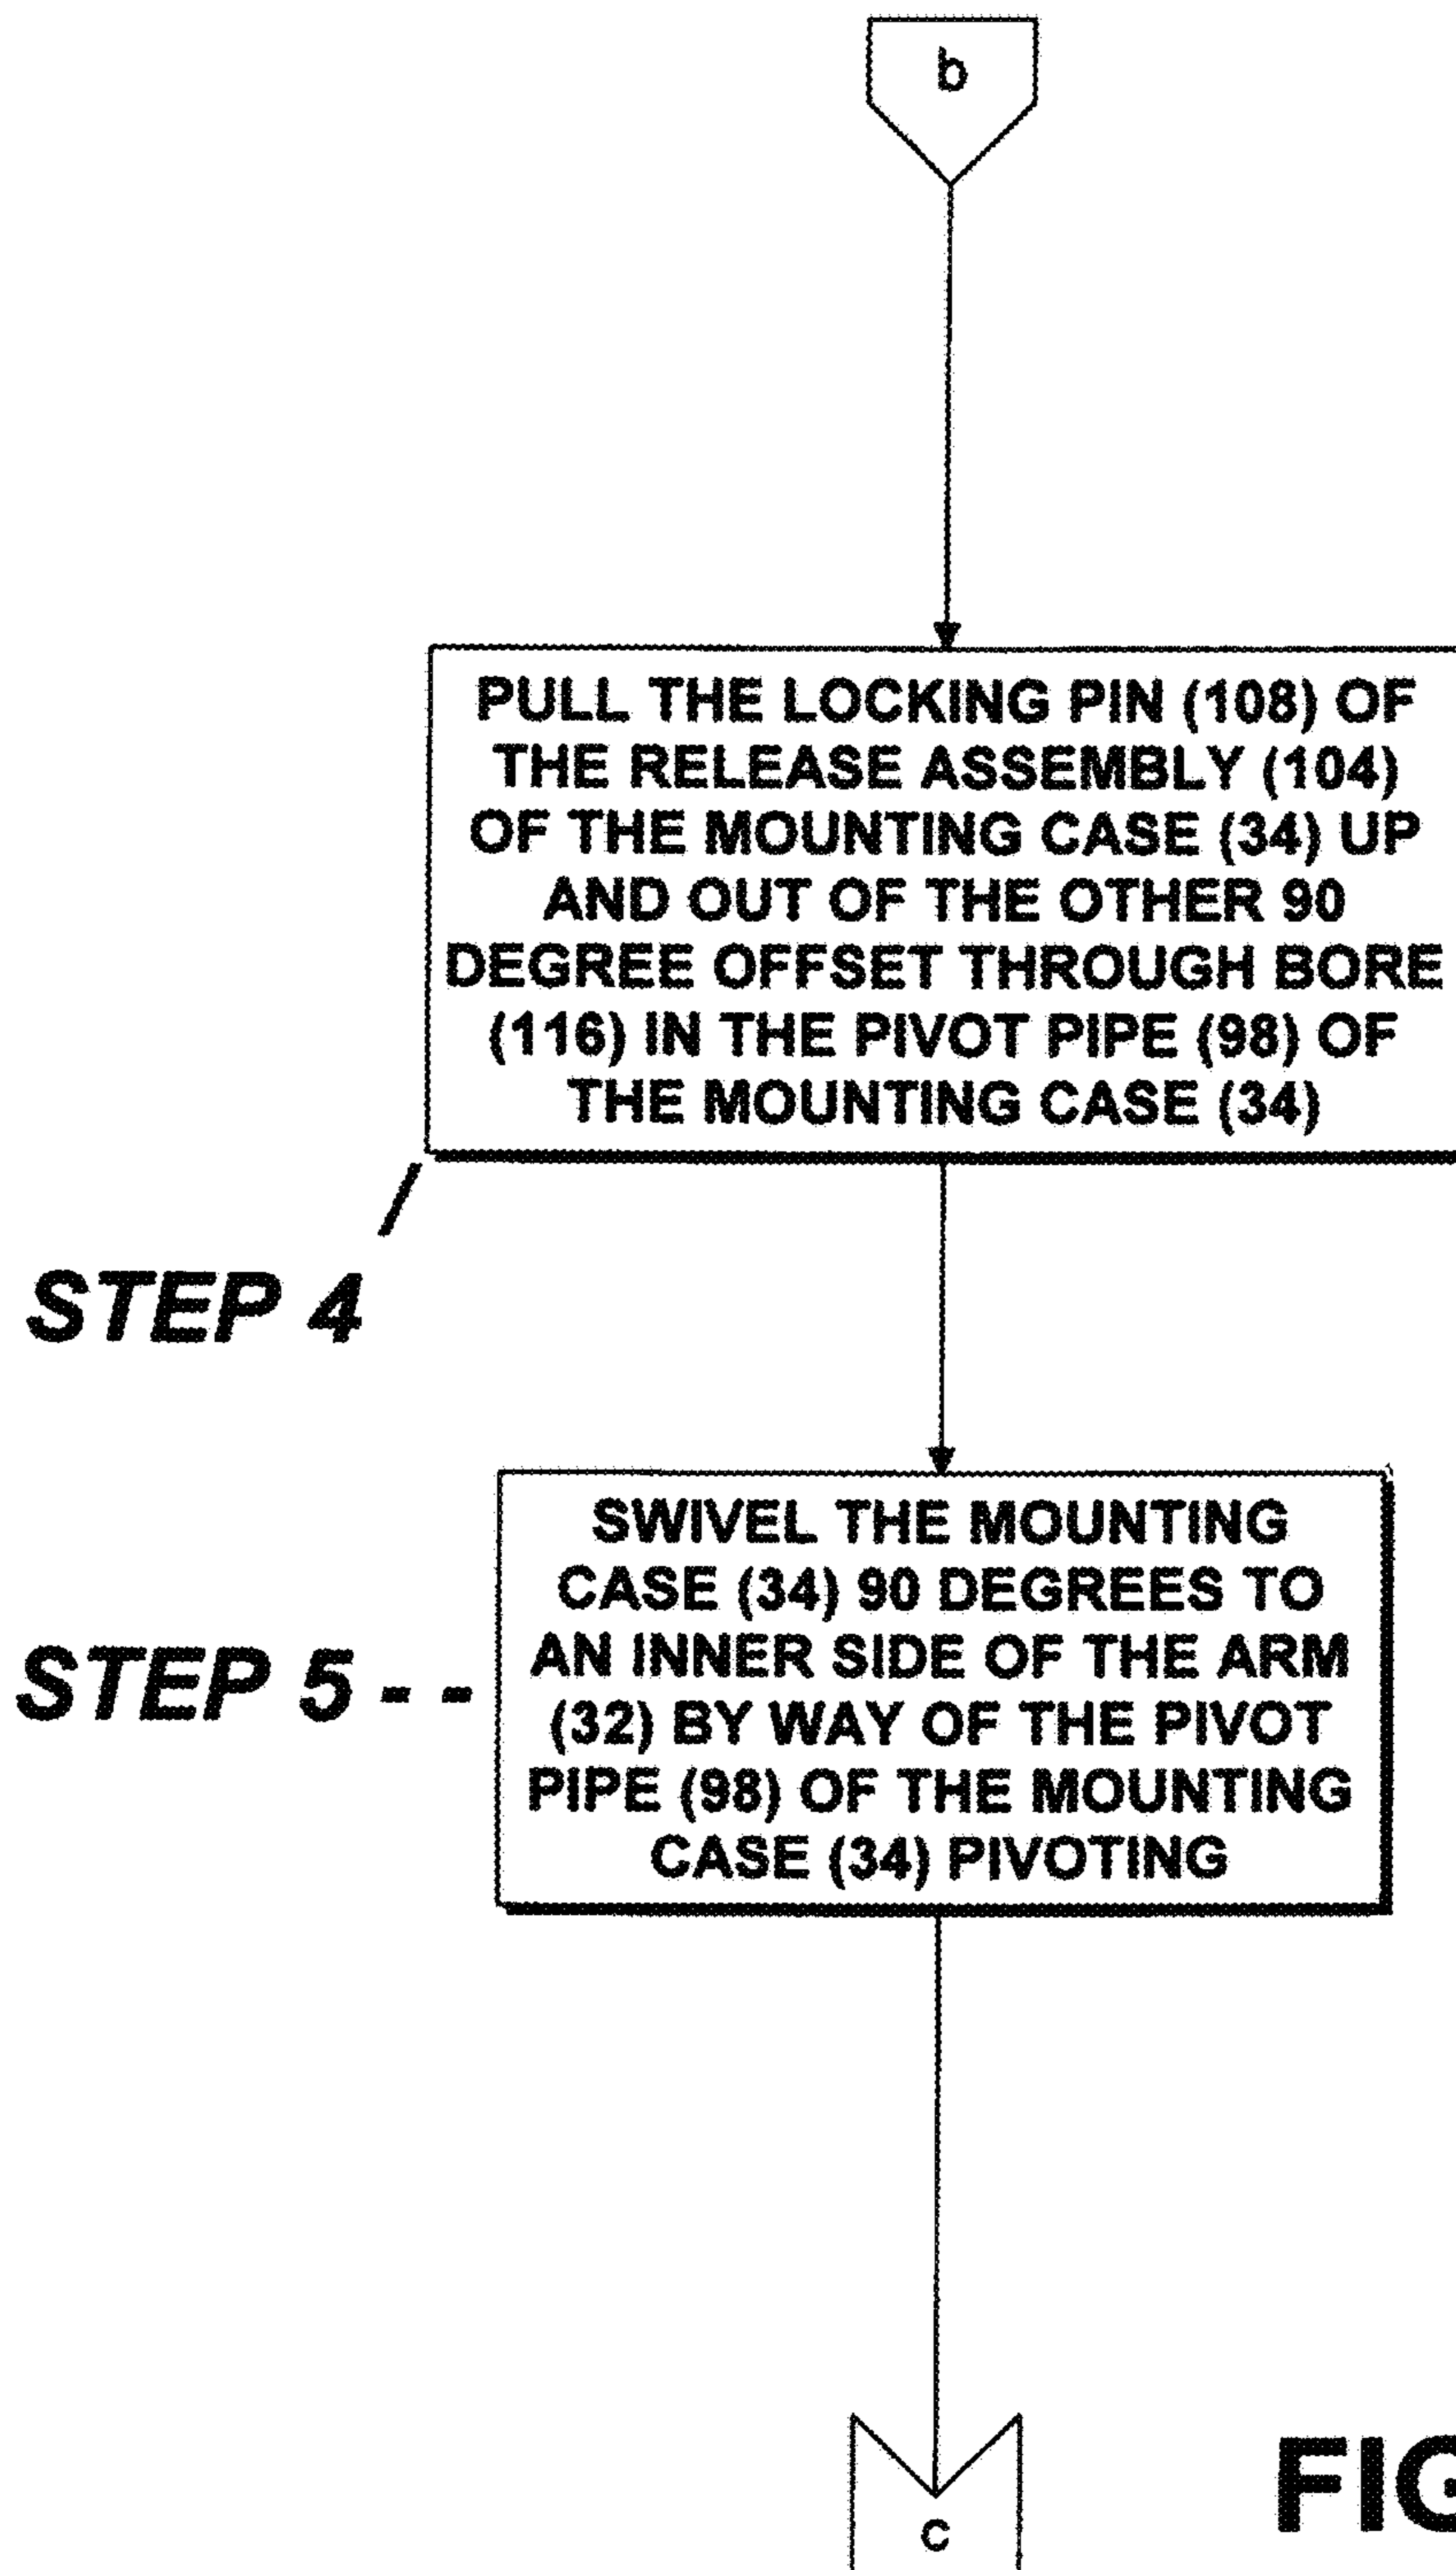 b
PULL THE LOCKING PIN (108) OF
THE RELEASE ASSEMBLY (104)
OF THE MOUNTING CASE (34) UP
AND OUT OF THE OTHER 90
DEGREE OFFSET THROUGH BORE
(116) IN THE PIVOT PIPE (98) OF
THE MOUNTING CASE (34)
STEP 4
SWIVEL THE MOUNTING
CASE (34) 90 DEGREES TO
AN INNER SIDE OF THE ARM
(32) BY WAY OF THE PIVOT
PIPE (98) OF THE MOUNTING
CASE (34) PIVOTING
STEP 5 - -
c
FIG